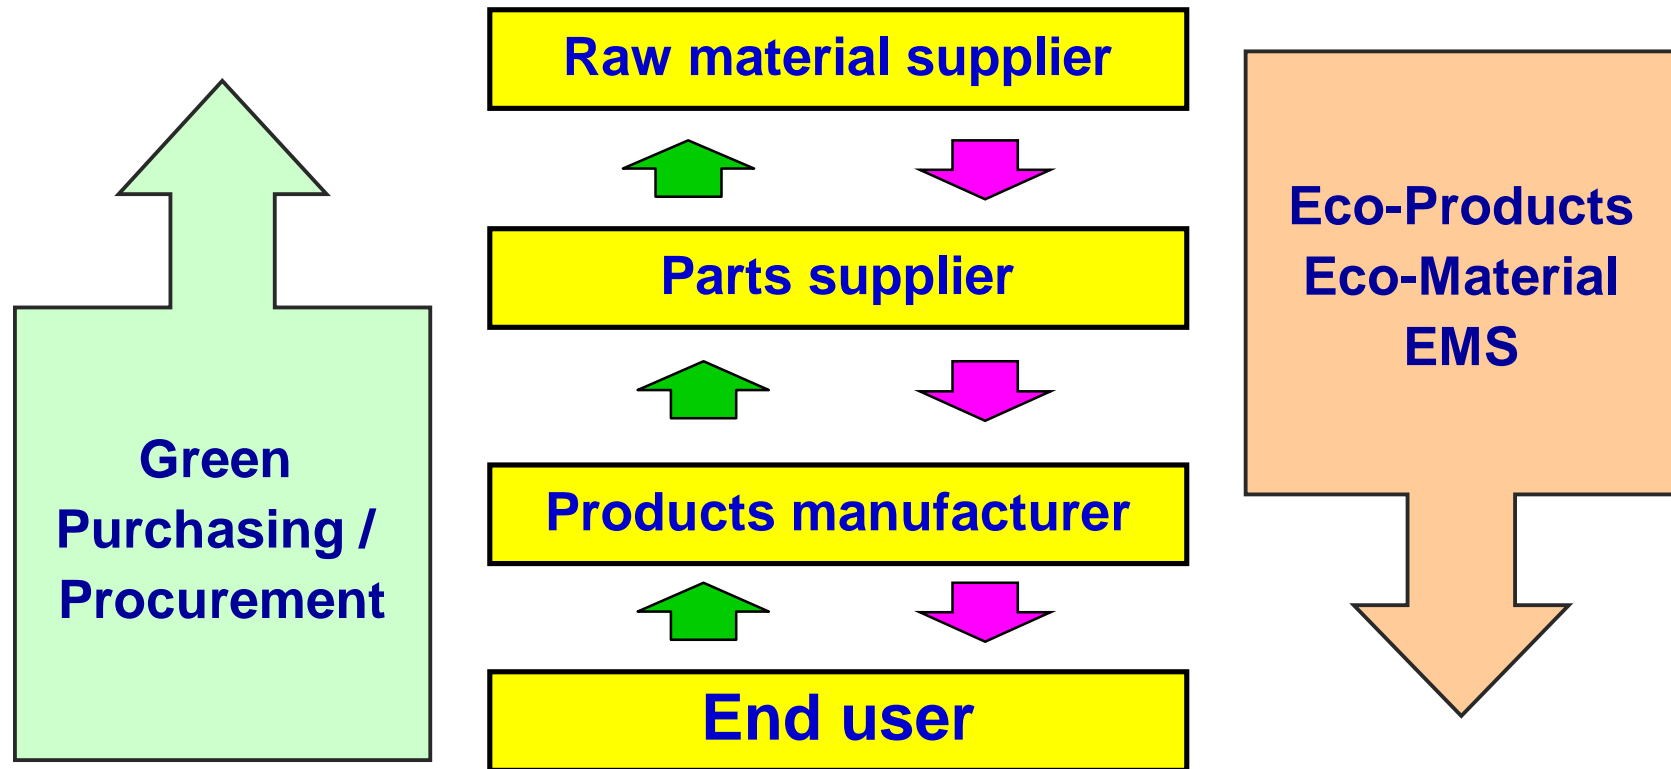 Raw material supplier
Parts supplier
Products manufacturer
End user
Green
Purchasing /
Procurement
Eco-Products
Eco-Material
EMS